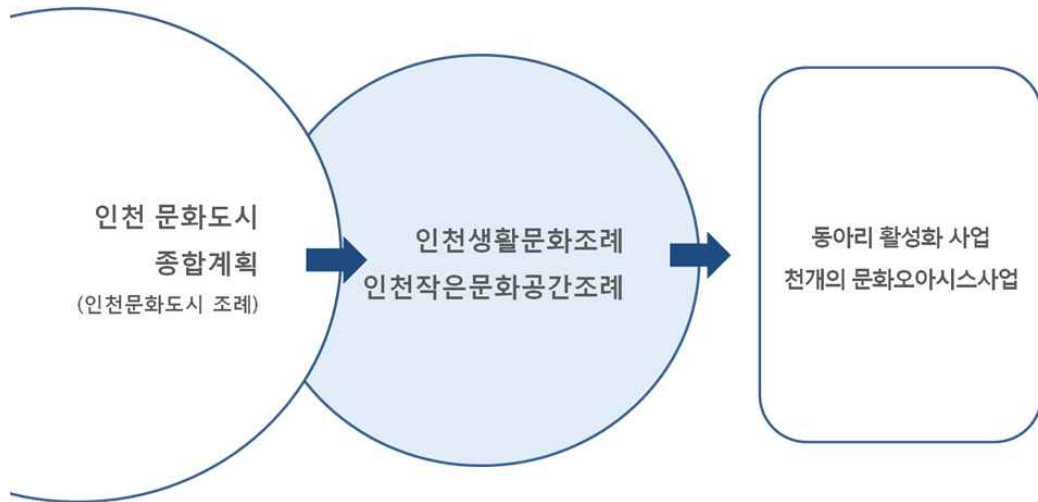 인천 문화도시
종합계획
(인천문화도시 조례)
인천생활문화조례
인천작은문화공간조례
동아리 활성화 사업
천개의 문화오아시스사업